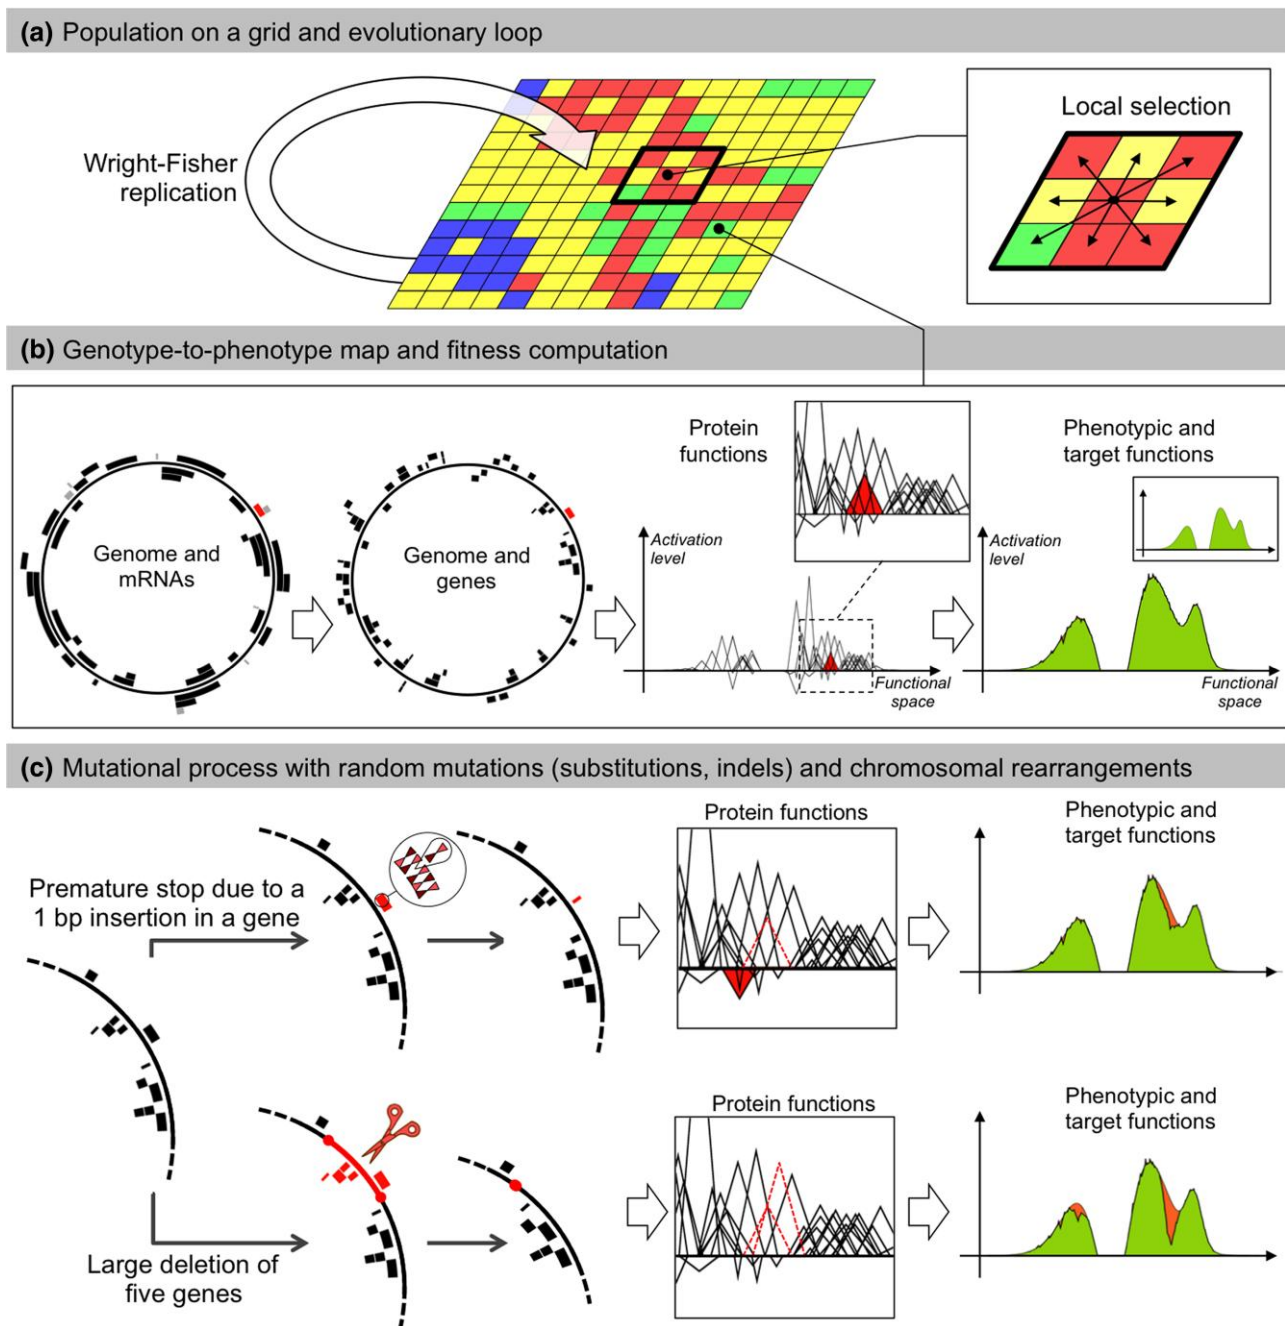 (a) Population on a grid and evolutionary loop
Wright-Fisher
replication
Local selection
(b) Genotype-to-phenotype map and fitness computation
Genome and
mRNAs
Genome and
genes
Protein
functions
Activation
level
Functional
space
Phenotypic and
target functions
Activation
level
Functional
space
(c) Mutational process with random mutations (substitutions, indels) and chromosomal rearrangements
Premature stop due to a
1 bp insertion in a gene
Protein functions
Phenotypic and
target functions
Large deletion of
five genes
Protein functions
Phenotypic and
target functions